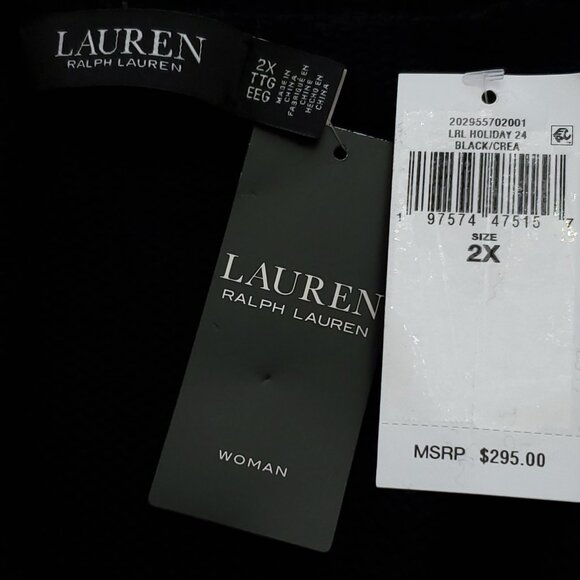 LAUREN
RALPH LAUREN
2X
TTG
EEG
MADE IN
CHINA
FABRIQUE EN
CHINE
HECHO EN
CHINA
LAUREN
RALPH LAUREN
WOMAN
202955702001
LRL HOLIDAY 24
BLACK/CREA
1 97574 47515 7
SIZE
2X
MSRP $295.00